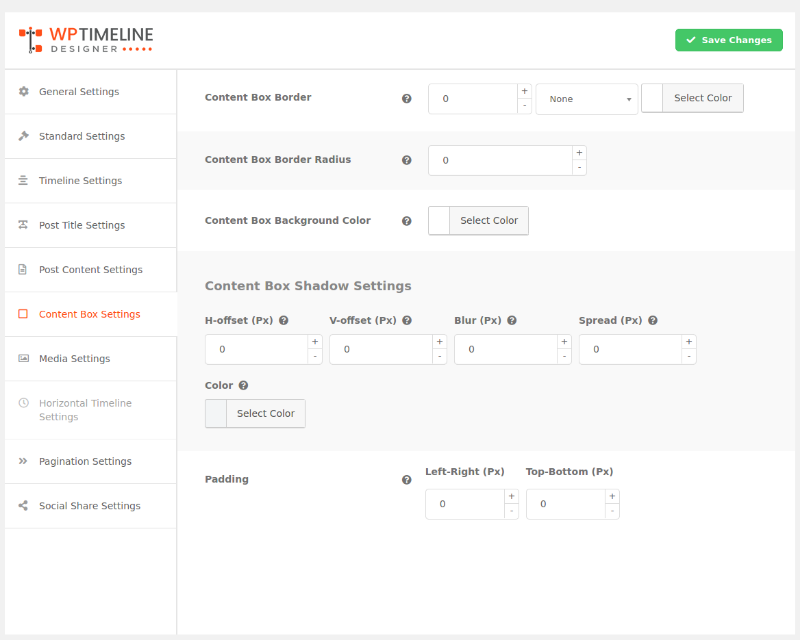 WPTIMELINE
DESIGNER
Save Changes
General Settings
Standard Settings
Timeline Settings
Post Title Settings
Post Content Settings
Content Box Settings
Media Settings
Horizontal Timeline
Settings
Pagination Settings
Social Share Settings
Content Box Border ? 0 + - None Select Color
Content Box Border Radius ? 0 + -
Content Box Background Color ? Select Color
Content Box Shadow Settings
H-offset (Px) ? V-offset (Px) ? Blur (Px) ? Spread (Px) ?
0 + - 0 + - 0 + - 0 + -
Color ?
Select Color
Padding ? Left-Right (Px) Top-Bottom (Px)
0 + - 0 + -